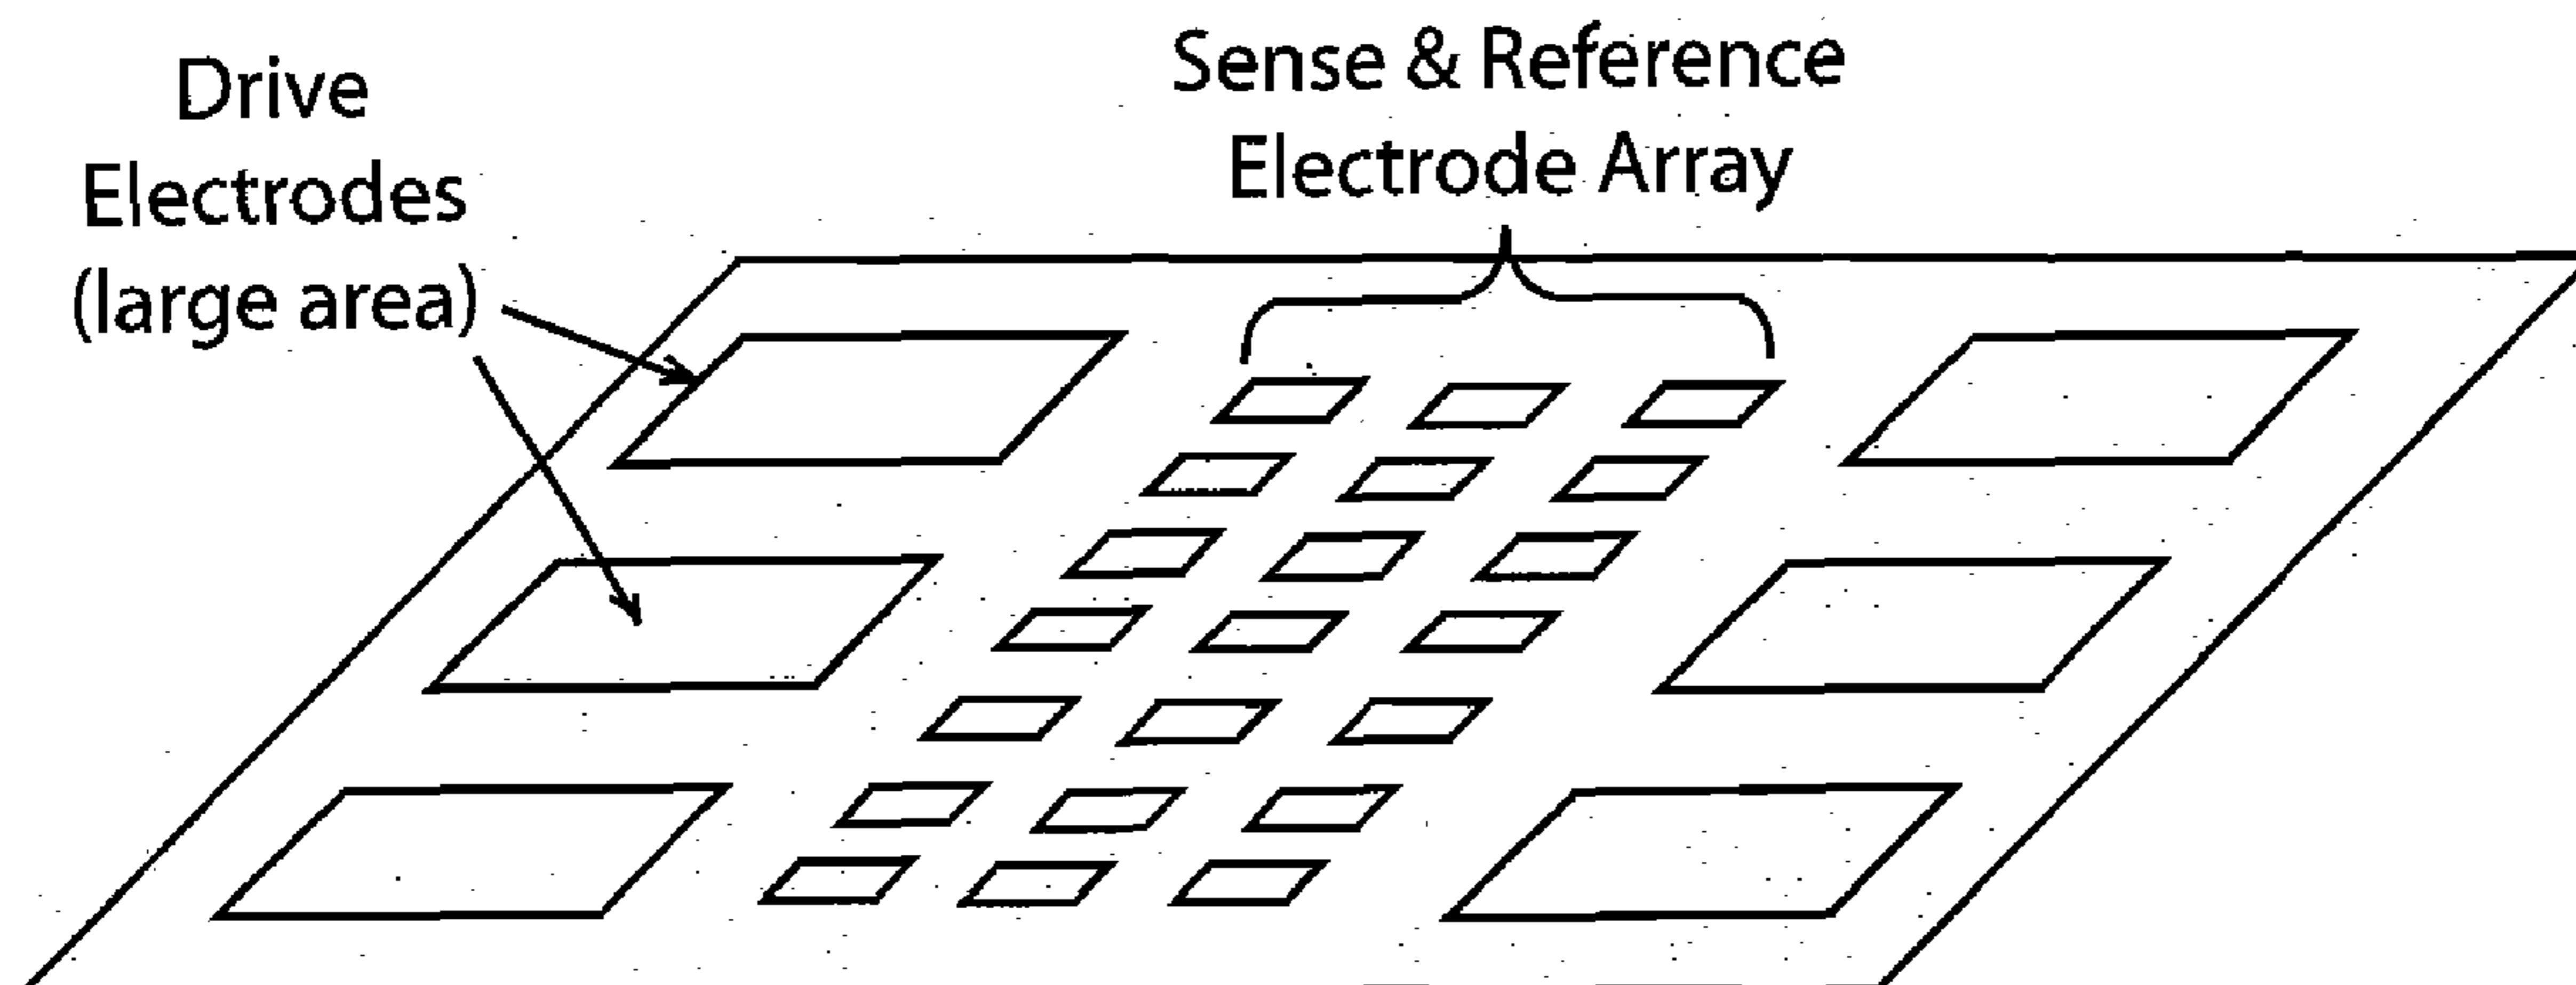 Drive
Electrodes
(large area)
Sense & Reference
Electrode Array